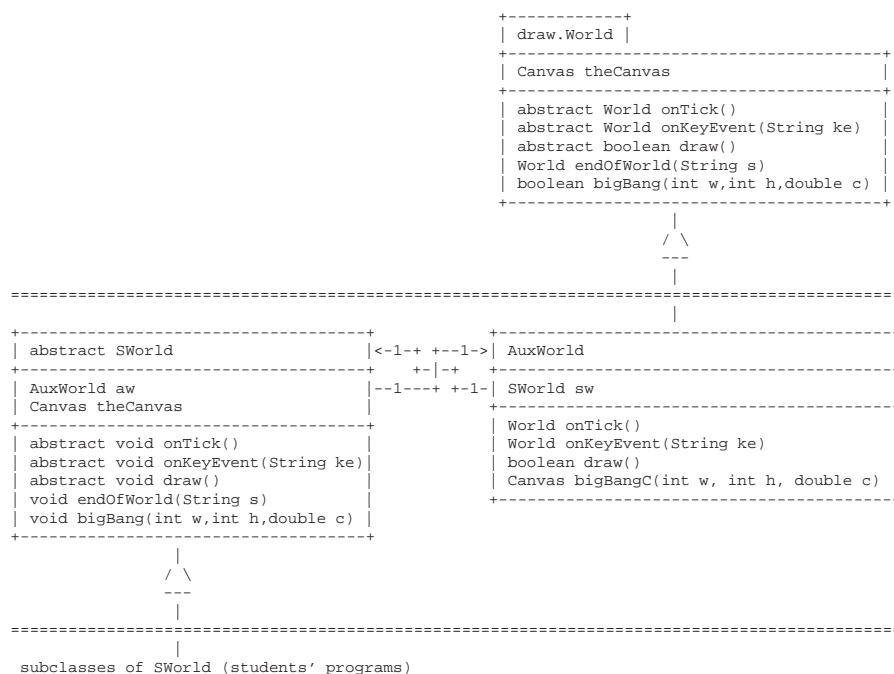 draw.World
Canvas theCanvas
abstract World onTick()
abstract World onKeyEvent(String ke)
abstract boolean draw()
World endOfWorld(String s)
boolean bigBang(int w,int h,double c)
abstract SWorld
<-1-+ +--1->
AuxWorld
AuxWorld aw
Canvas theCanvas
--1---+ +-1-
SWorld sw
abstract void onTick()
abstract void onKeyEvent(String ke)
abstract void draw()
void endOfWorld(String s)
void bigBang(int w,int h,double c)
World onTick()
World onKeyEvent(String ke)
boolean draw()
Canvas bigBangC(int w, int h, double c)
subclasses of SWorld (students' programs)